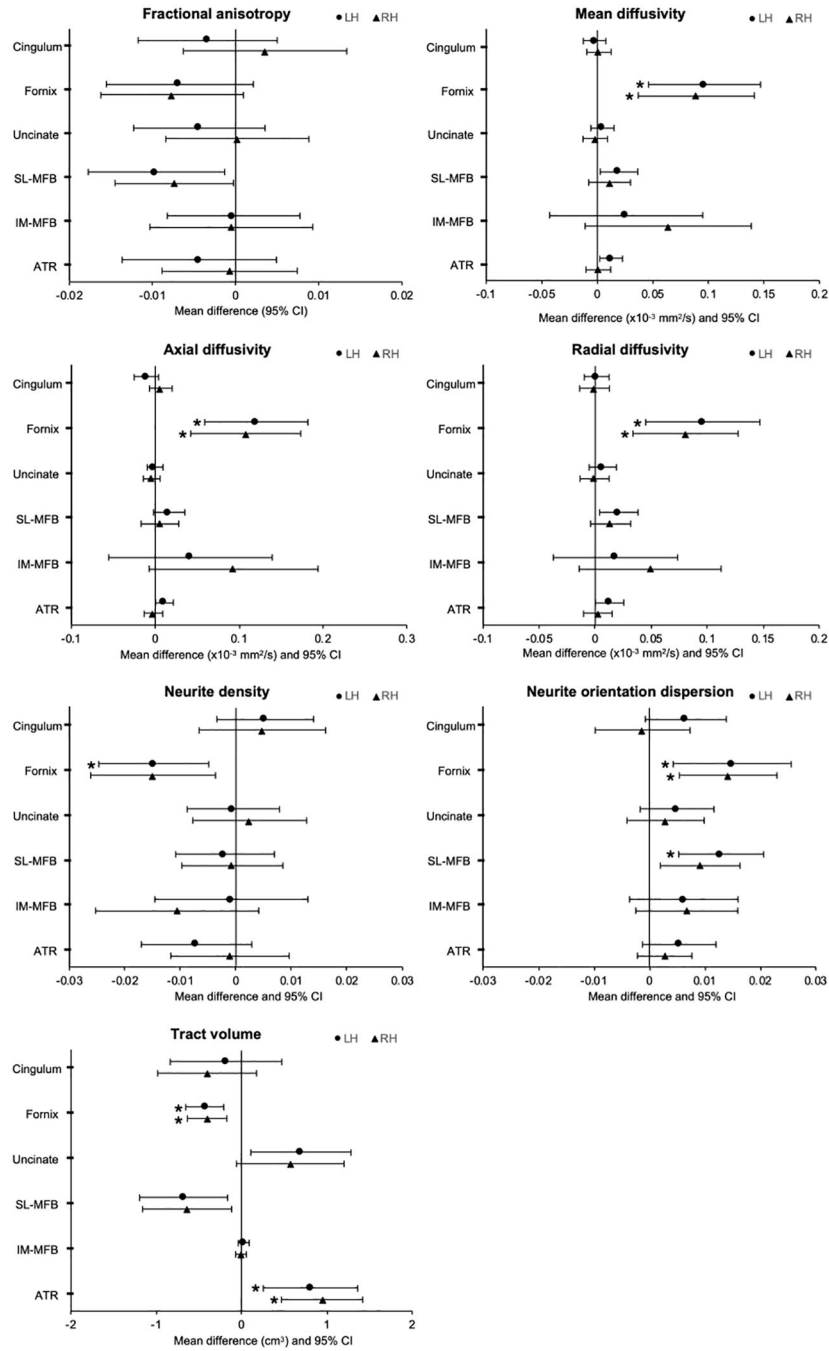 Fractional anisotropy
● LH ▲RH
Cingulum
Fornix
Uncinate
SL-MFB
IM-MFB
ATR
-0.02 -0.01 0 0.01 0.02
Mean difference (95% CI)
Mean diffusivity
● LH ▲RH
Cingulum
Fornix * *
Uncinate
SL-MFB
IM-MFB
ATR
-0.1 -0.05 0 0.05 0.1 0.15 0.2
Mean difference (x10-3 mm²/s) and 95% CI
Axial diffusivity
● LH ▲RH
Cingulum
Fornix * *
Uncinate
SL-MFB
IM-MFB
ATR
-0.1 0 0.1 0.2 0.3
Mean difference (x10-3 mm²/s) and 95% CI
Radial diffusivity
● LH ▲RH
Cingulum
Fornix * *
Uncinate
SL-MFB
IM-MFB
ATR
-0.1 -0.05 0 0.05 0.1 0.15 0.2
Mean difference (x10-3 mm²/s) and 95% CI
Neurite density
● LH ▲RH
Cingulum
Fornix *
Uncinate
SL-MFB
IM-MFB
ATR
-0.03 -0.02 -0.01 0 0.01 0.02 0.03
Mean difference and 95% CI
Neurite orientation dispersion
● LH ▲RH
Cingulum
Fornix * *
Uncinate
SL-MFB *
IM-MFB
ATR
-0.03 -0.02 -0.01 0 0.01 0.02 0.03
Mean difference and 95% CI
Tract volume
● LH ▲RH
Cingulum
Fornix * *
Uncinate
SL-MFB
IM-MFB
ATR * *
-2 -1 0 1 2
Mean difference (cm³) and 95% CI